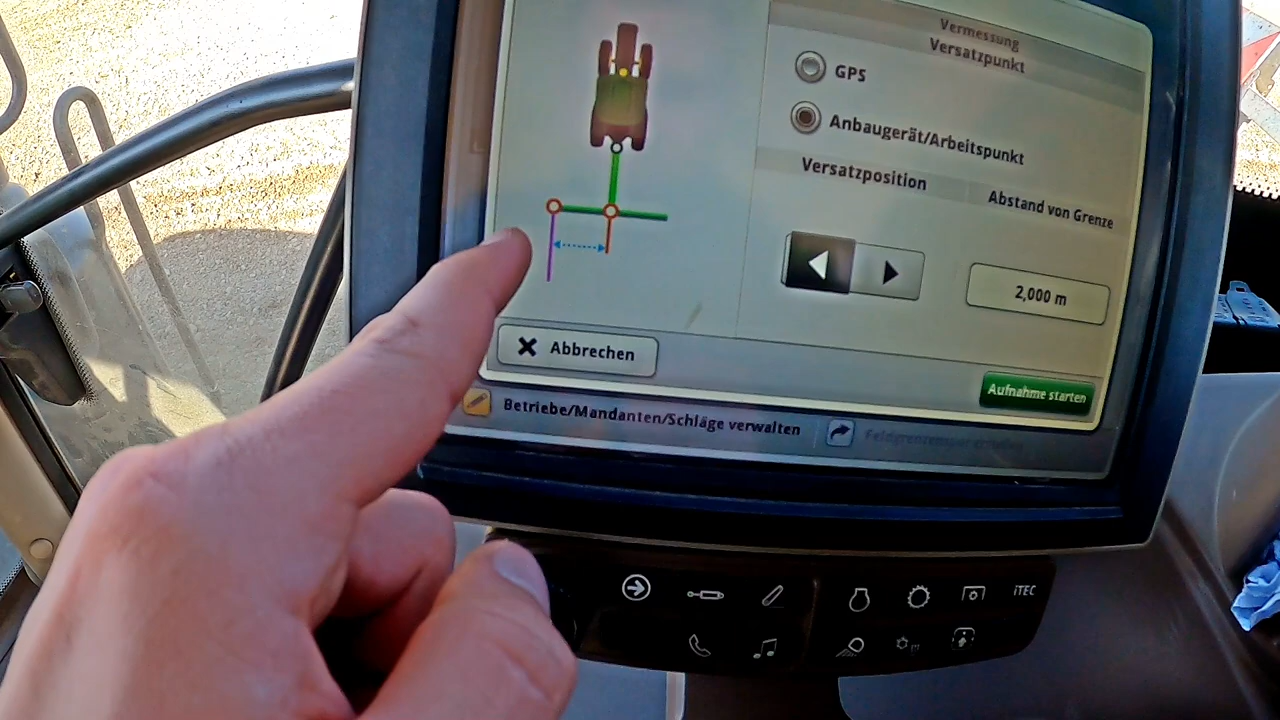 Vermessung
Versatzpunkt
GPS
Anbaugerät/Arbeitspunkt
Versatzposition
Abstand von Grenze
2,000 m
Abbrechen
Aufnahme starten
Betriebe/Mandanten/Schläge verwalten
iTEC